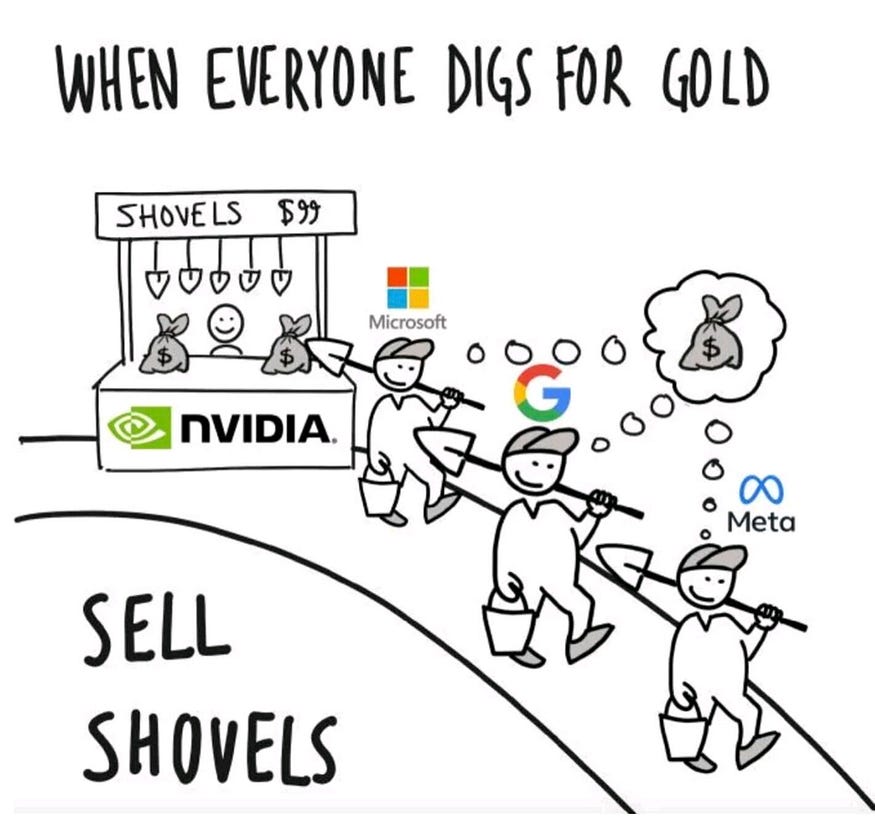 WHEN EVERYONE DIGS FOR GOLD
SHOVELS $99
Microsoft
$
$
$
G
NVIDIA.
Meta
SELL
SHOVELS